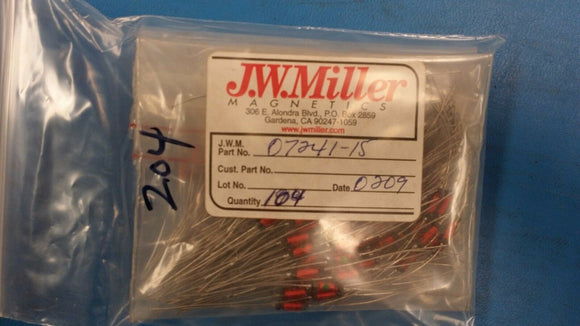 204
J.W.Miller
MAGNETICS
306 E. Alondra Blvd., P.O. Box 2859
Gardena, CA 90247-1059
www.jwmiller.com
J.W.M.
Part No. 07241-15
Cust. Part No.
Lot No. Date 0209
Quantity 104